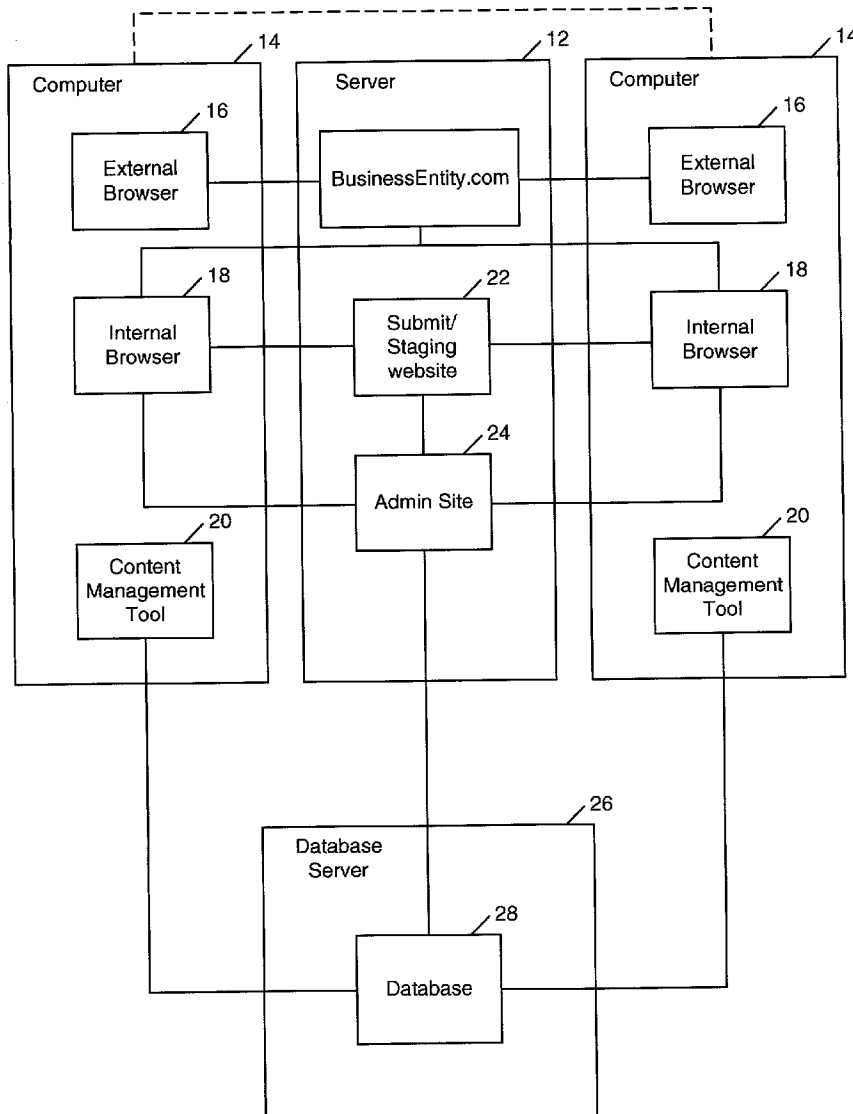 14
12
14
Computer
Server
Computer
16
16
External
Browser
BusinessEntity.com
External
Browser
18
22
18
Internal
Browser
Submit/
Staging
website
Internal
Browser
24
Admin Site
20
20
Content
Management
Tool
Content
Management
Tool
26
Database
Server
28
Database